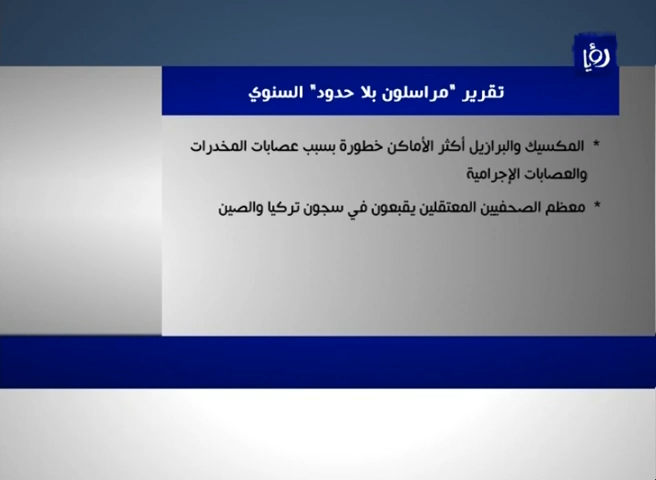 رؤيا
تقرير "مراسلون بلا حدود" السنوي
* المكسيك والبرازيل أكثر الأماكن خطورة بسبب عصابات المخدرات
والعصابات الإجرامية
* معظم الصحفيين المعتقلين يقبعون في سجون تركيا والصين